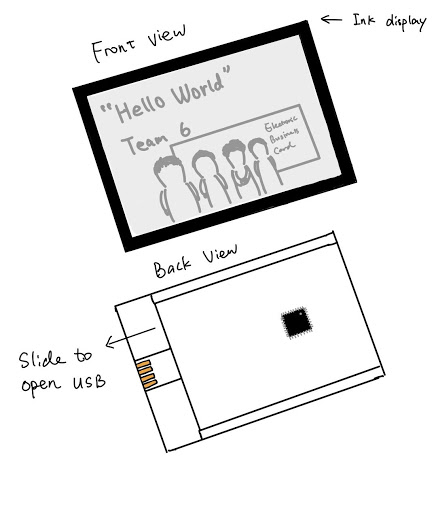 Front view
← Ink display
"Hello World"
Team 6
Electronic
Business
Card
Back View
Slide to
open USB